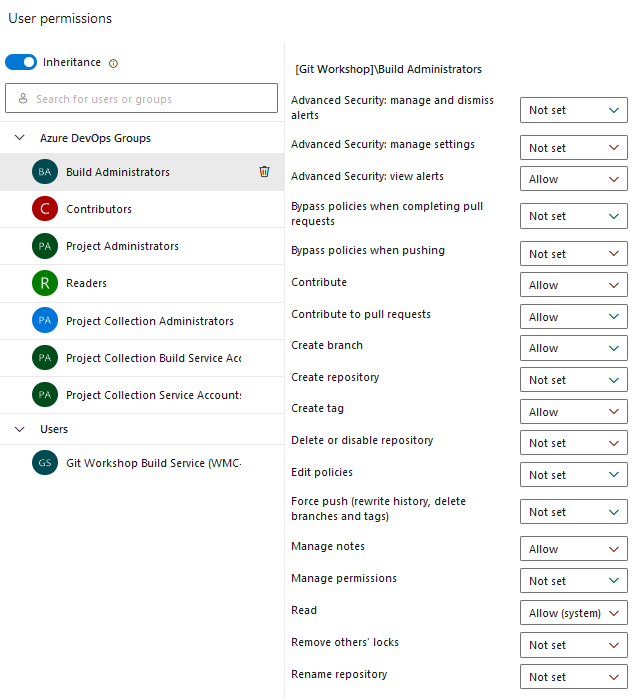 User permissions
Inheritance
Search for users or groups
Azure DevOps Groups
BA Build Administrators
C Contributors
PA Project Administrators
R Readers
PA Project Collection Administrators
PA Project Collection Build Service Acc
PA Project Collection Service Accounts
Users
GS Git Workshop Build Service (WMC-
[Git Workshop]\Build Administrators
Advanced Security: manage and dismiss
alerts
Not set
Advanced Security: manage settings
Not set
Advanced Security: view alerts
Allow
Bypass policies when completing pull
requests
Not set
Bypass policies when pushing
Not set
Contribute
Allow
Contribute to pull requests
Allow
Create branch
Allow
Create repository
Not set
Create tag
Allow
Delete or disable repository
Not set
Edit policies
Not set
Force push (rewrite history, delete
branches and tags)
Not set
Manage notes
Allow
Manage permissions
Not set
Read
Allow (system)
Remove others' locks
Not set
Rename repository
Not set